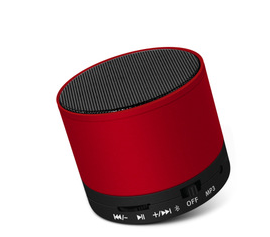 ⏮/− ⏯ +/⏭ OFF MP3